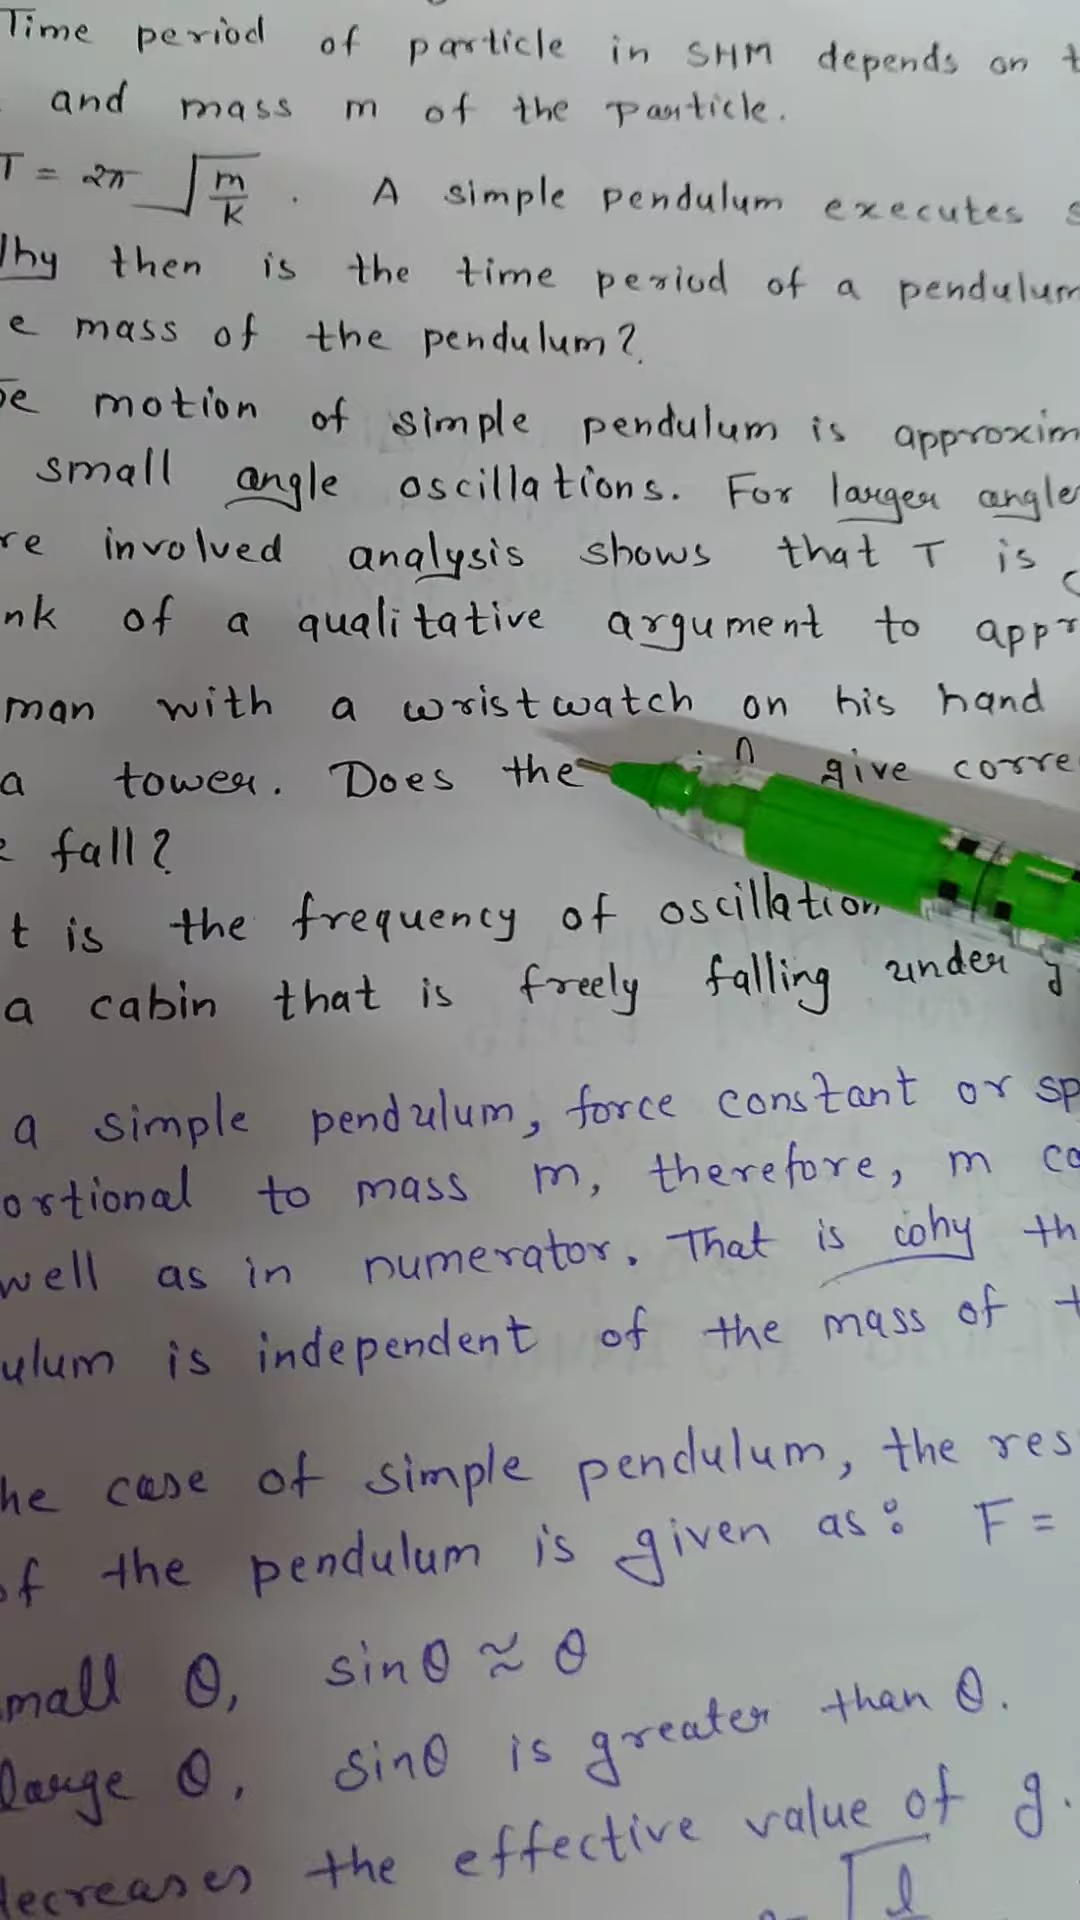 Time period of particle in SHM depends on
and mass m of the particle.
T = 2π √m/k . A simple pendulum executes
Why then is the time period of a pendulum
e mass of the pendulum?
motion of simple pendulum is approxim
small angle oscillations. For larger angle
re involved analysis shows that T is
nk of a qualitative argument to app
man with a wristwatch on his hand
a tower. Does the give corre
fall?
t is the frequency of oscillation
a cabin that is freely falling under g
a simple pendulum, force constant or sp
ortional to mass m, therefore, m ca
well as in numerator. That is why th
ulum is independent of the mass of t
he case of simple pendulum, the res
of the pendulum is given as: F =
mall θ, sinθ ≈ θ
large θ, sinθ is greater than θ.
decreases the effective value of g.
√l